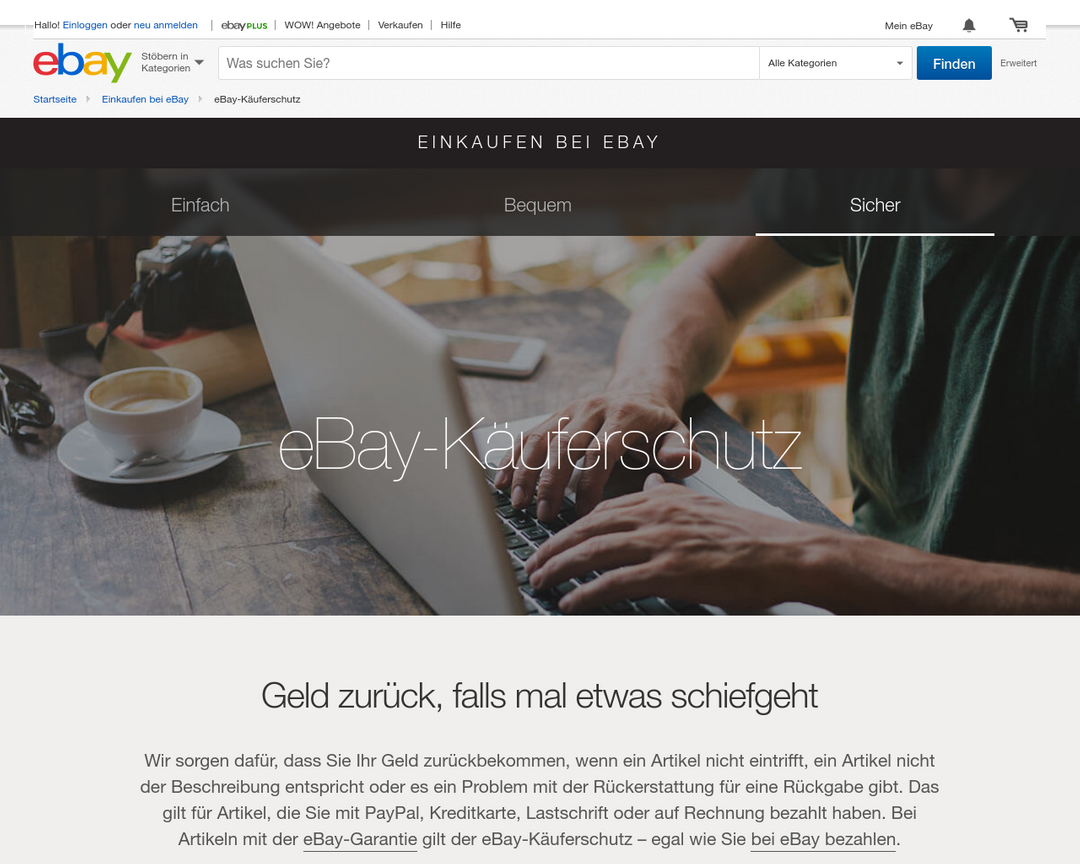 Hallo! Einloggen oder neu anmelden | ebay PLUS | WOW! Angebote | Verkaufen | Hilfe Mein eBay
ebay Stöbern in Kategorien Was suchen Sie? Alle Kategorien Finden Erweitert
Startseite Einkaufen bei eBay eBay-Käuferschutz
EINKAUFEN BEI EBAY
Einfach Bequem Sicher
eBay-Käuferschutz
Geld zurück, falls mal etwas schiefgeht
Wir sorgen dafür, dass Sie Ihr Geld zurückbekommen, wenn ein Artikel nicht eintrifft, ein Artikel nicht
der Beschreibung entspricht oder es ein Problem mit der Rückerstattung für eine Rückgabe gibt. Das
gilt für Artikel, die Sie mit PayPal, Kreditkarte, Lastschrift oder auf Rechnung bezahlt haben. Bei
Artikeln mit der eBay-Garantie gilt der eBay-Käuferschutz – egal wie Sie bei eBay bezahlen.